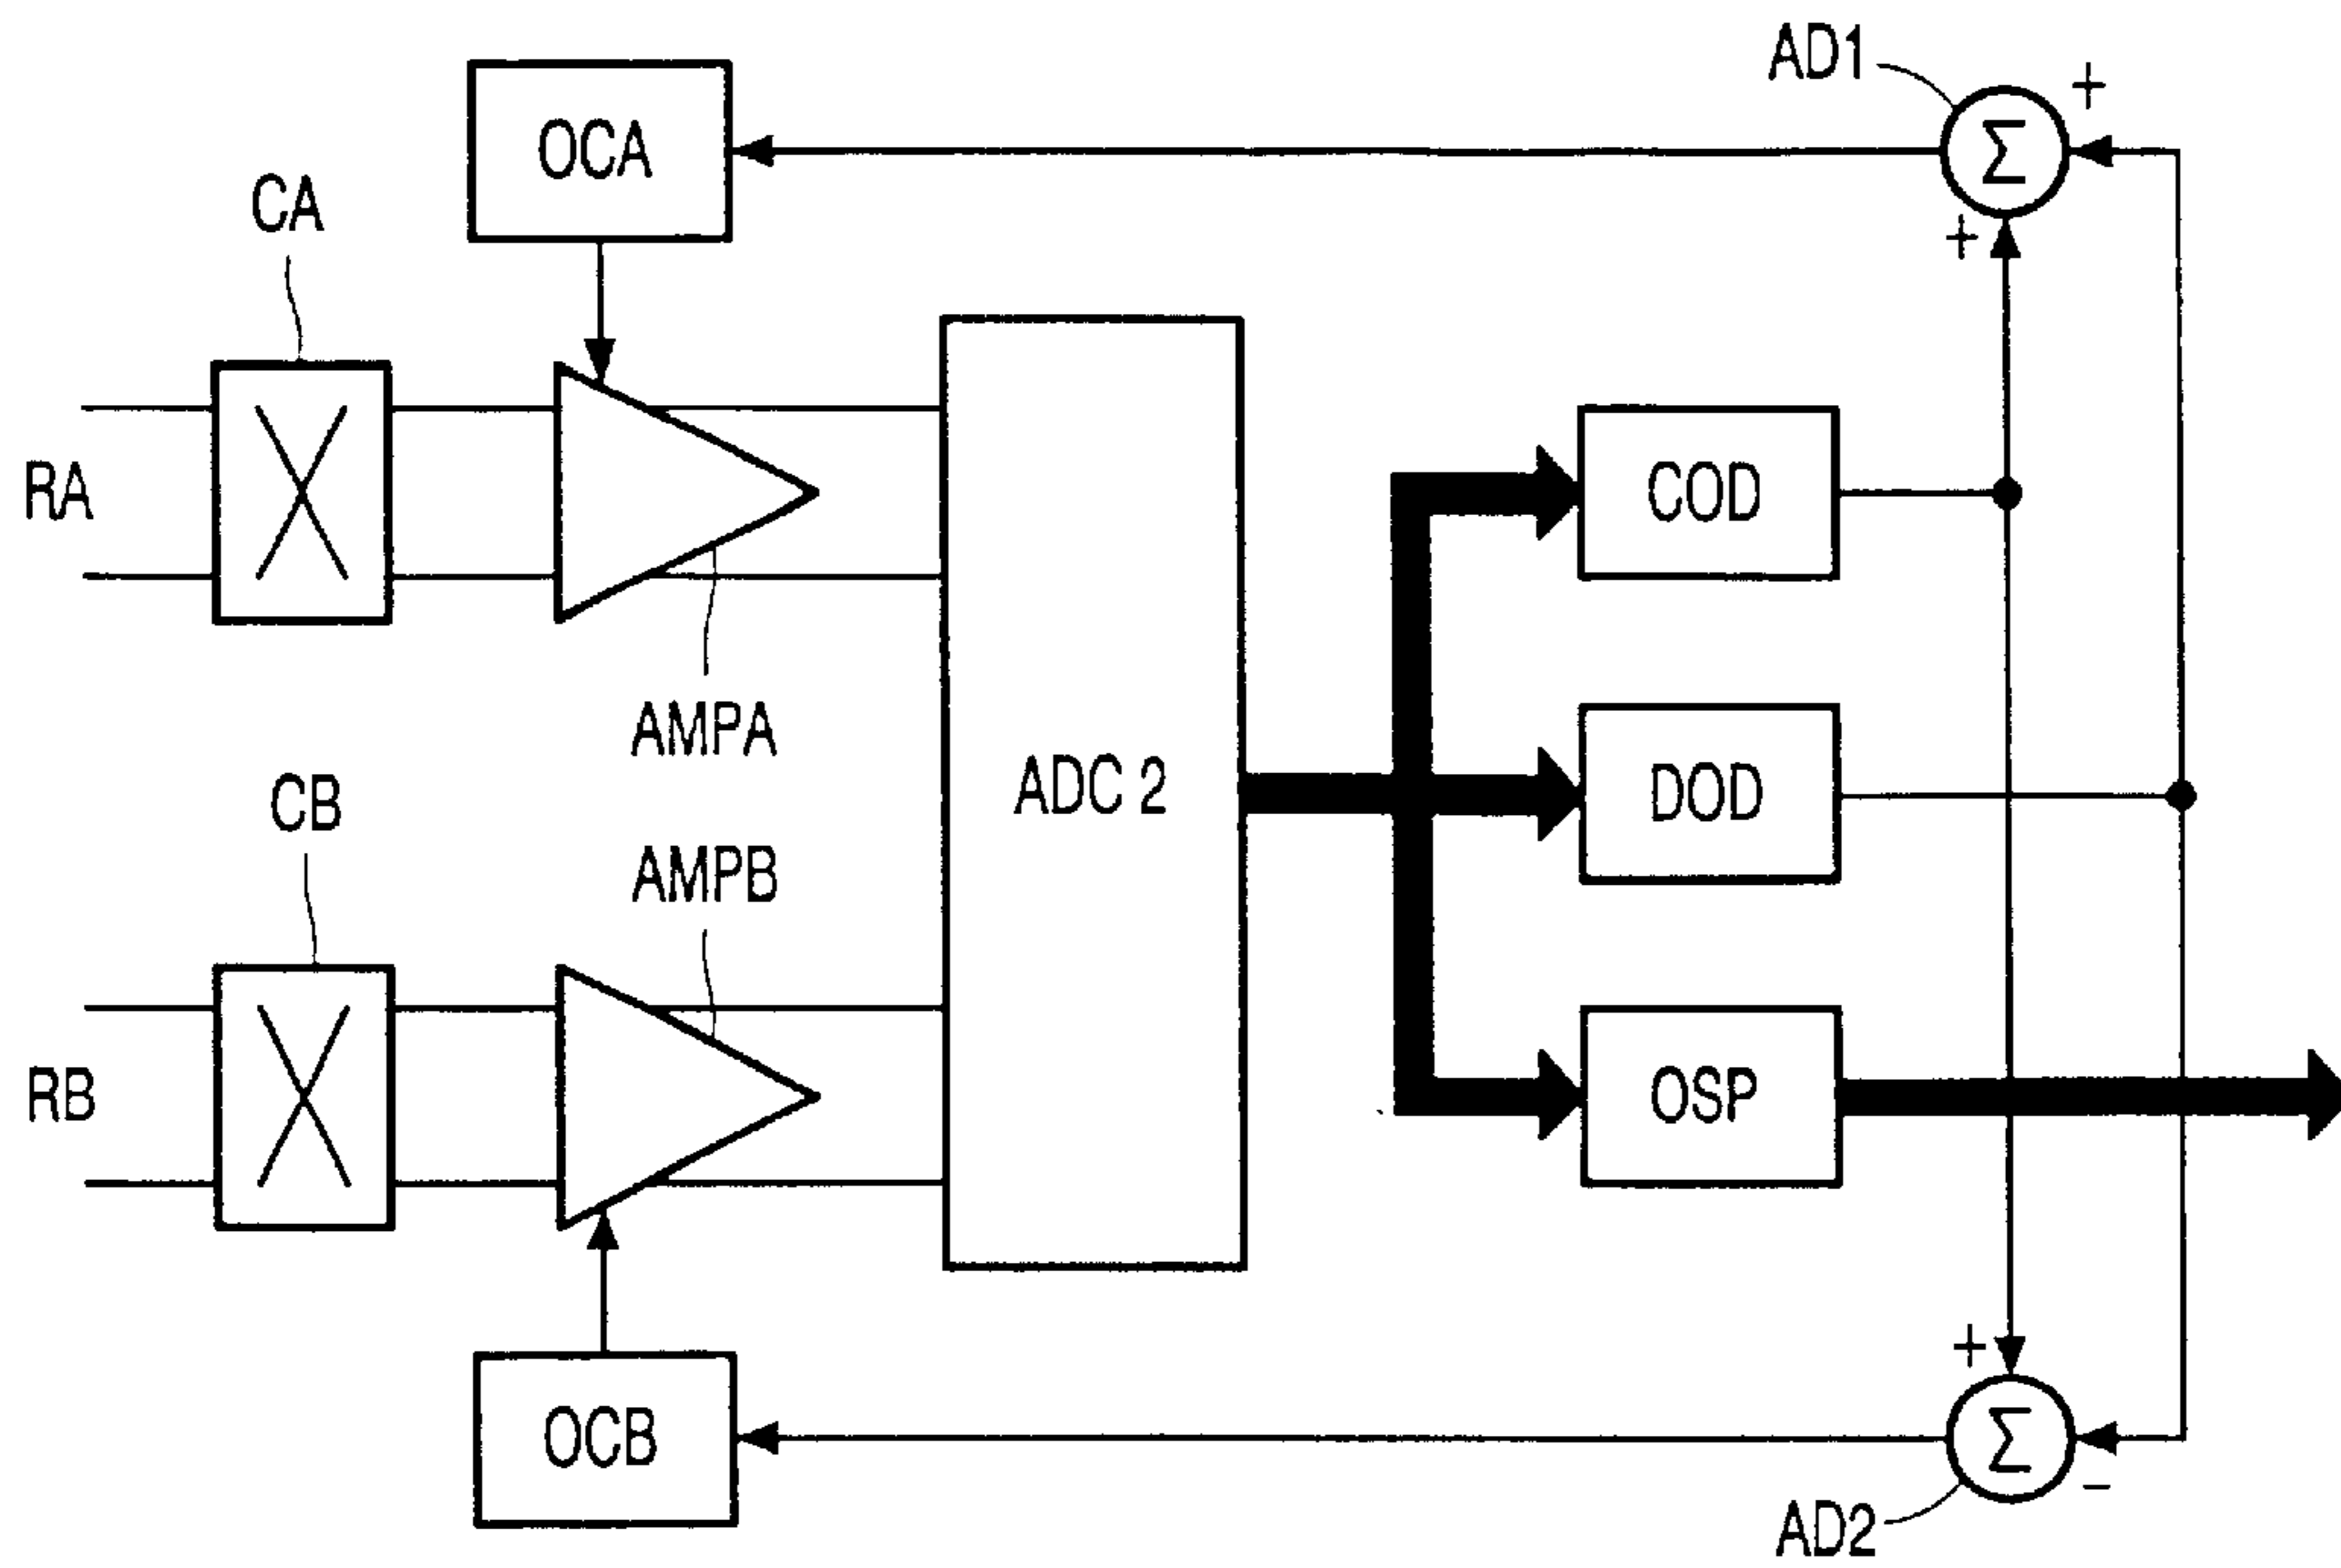 AD1
+
OCA
Σ
CA
+
COD
RA
AMPA
ADC 2
DOD
CB
AMPB
OSP
RB
+
OCB
Σ
−
AD2